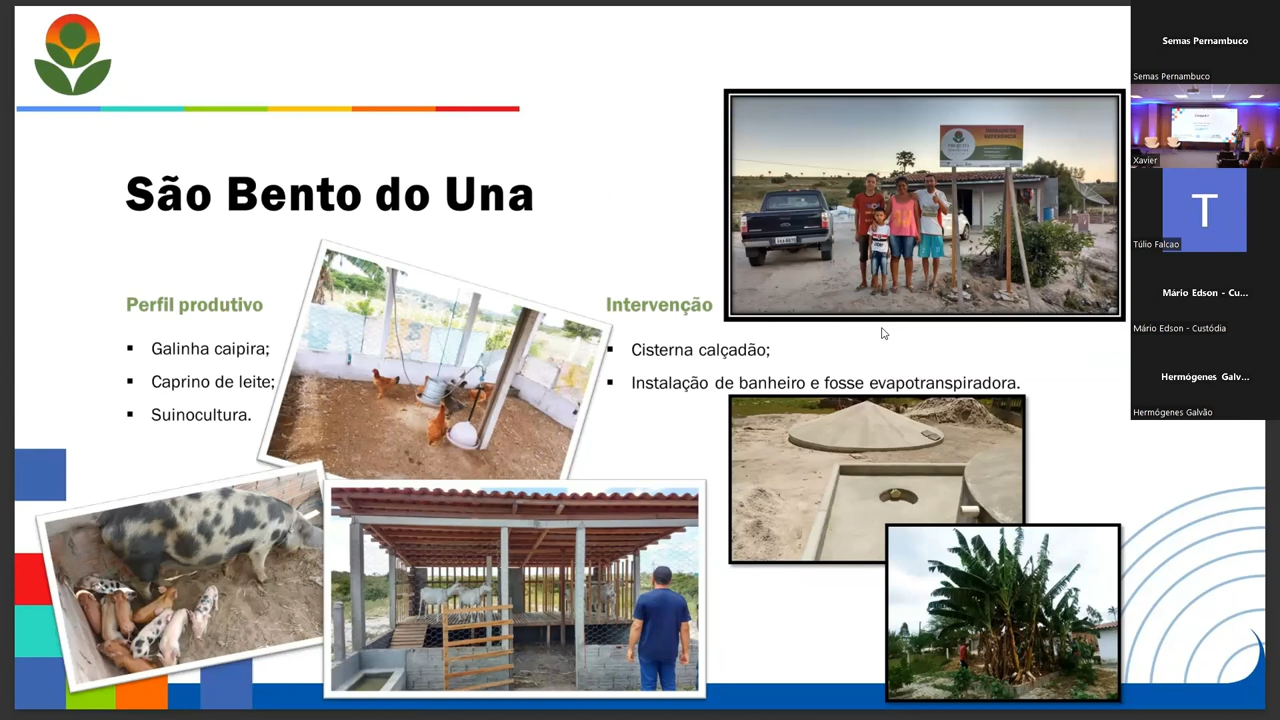 São Bento do Una
Perfil produtivo
▪ Galinha caipira;
▪ Caprino de leite;
▪ Suinocultura.
Intervenção
▪ Cisterna calçadão;
▪ Instalação de banheiro e fosse evapotranspiradora.
Semas Pernambuco
Semas Pernambuco
Xavier
T
Túlio Falcao
Mário Edson - Cu...
Mário Edson - Custódia
Hermógenes Galv...
Hermógenes Galvão